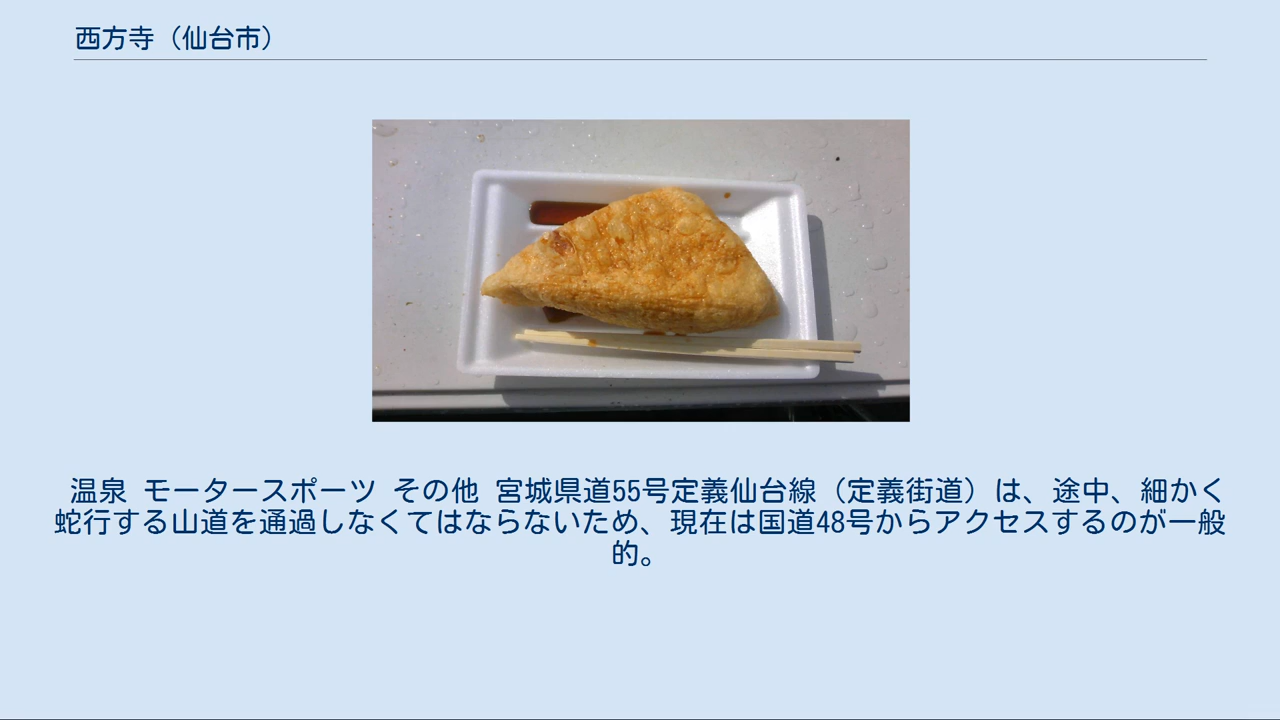 西方寺（仙台市）
温泉 モータースポーツ その他 宮城県道55号定義仙台線（定義街道）は、途中、細かく
蛇行する山道を通過しなくてはならないため、現在は国道48号からアクセスするのが一般
的。